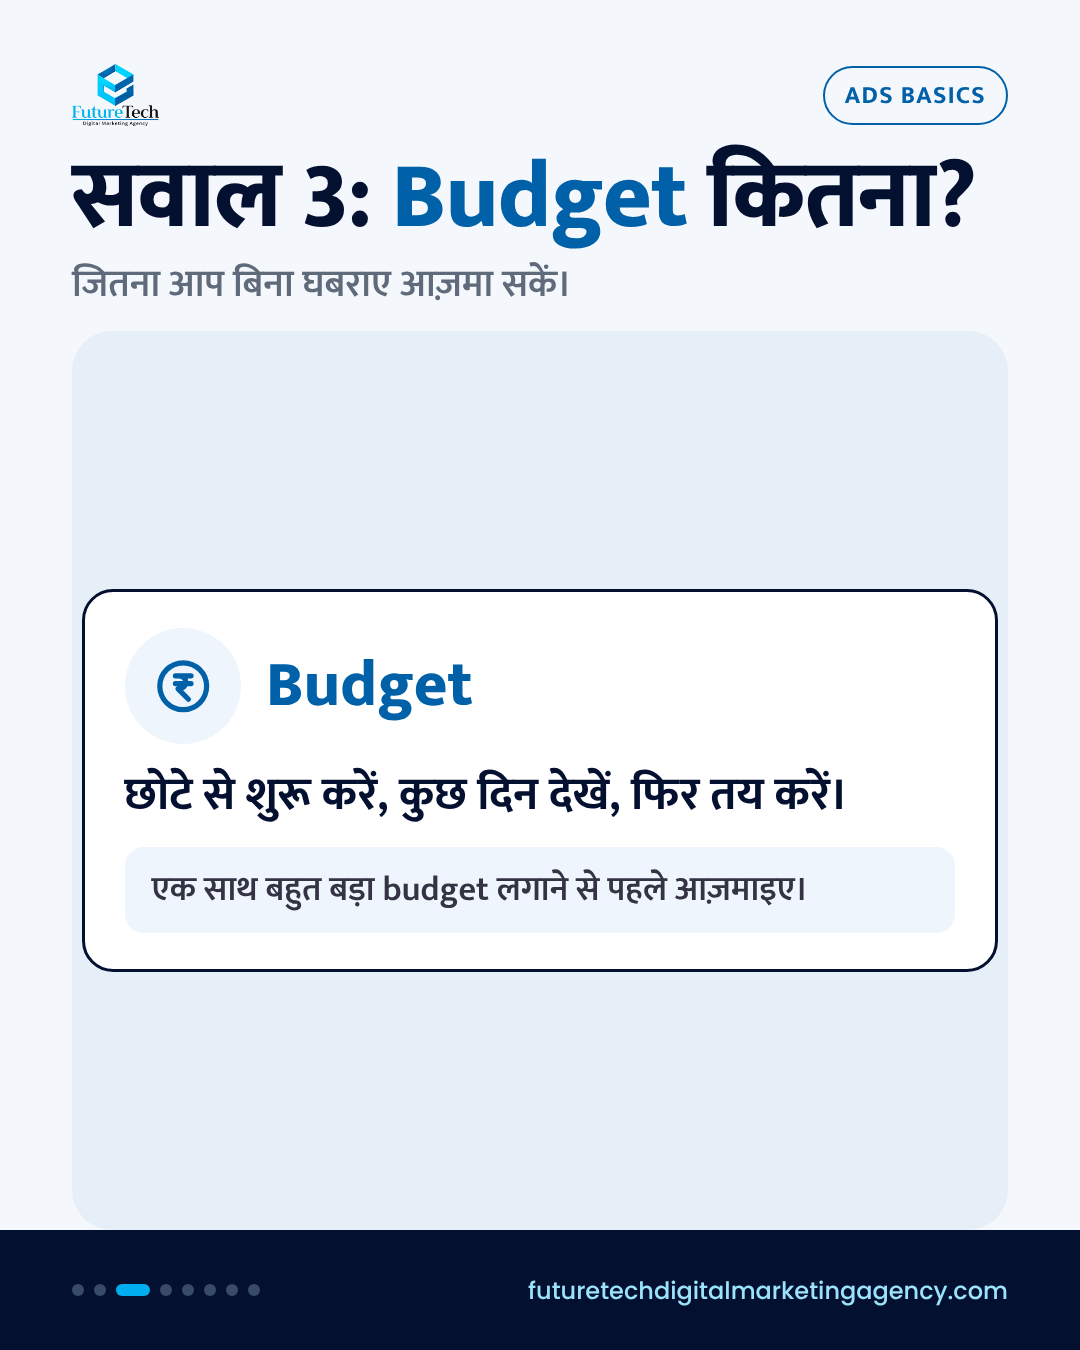 FutureTech
Digital Marketing Agency
ADS BASICS
सवाल 3: Budget कितना?
जितना आप बिना घबराए आज़मा सकें।
₹ Budget
छोटे से शुरू करें, कुछ दिन देखें, फिर तय करें।
एक साथ बहुत बड़ा budget लगाने से पहले आज़माइए।
futuretechdigitalmarketingagency.com